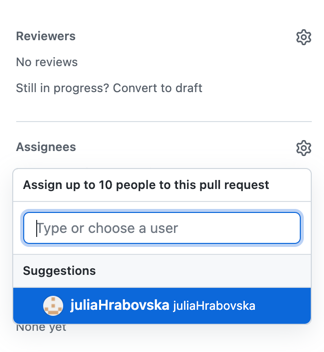 Reviewers
No reviews
Still in progress? Convert to draft
Assignees
Assign up to 10 people to this pull request
Type or choose a user
Suggestions
juliaHrabovska juliaHrabovska
None yet